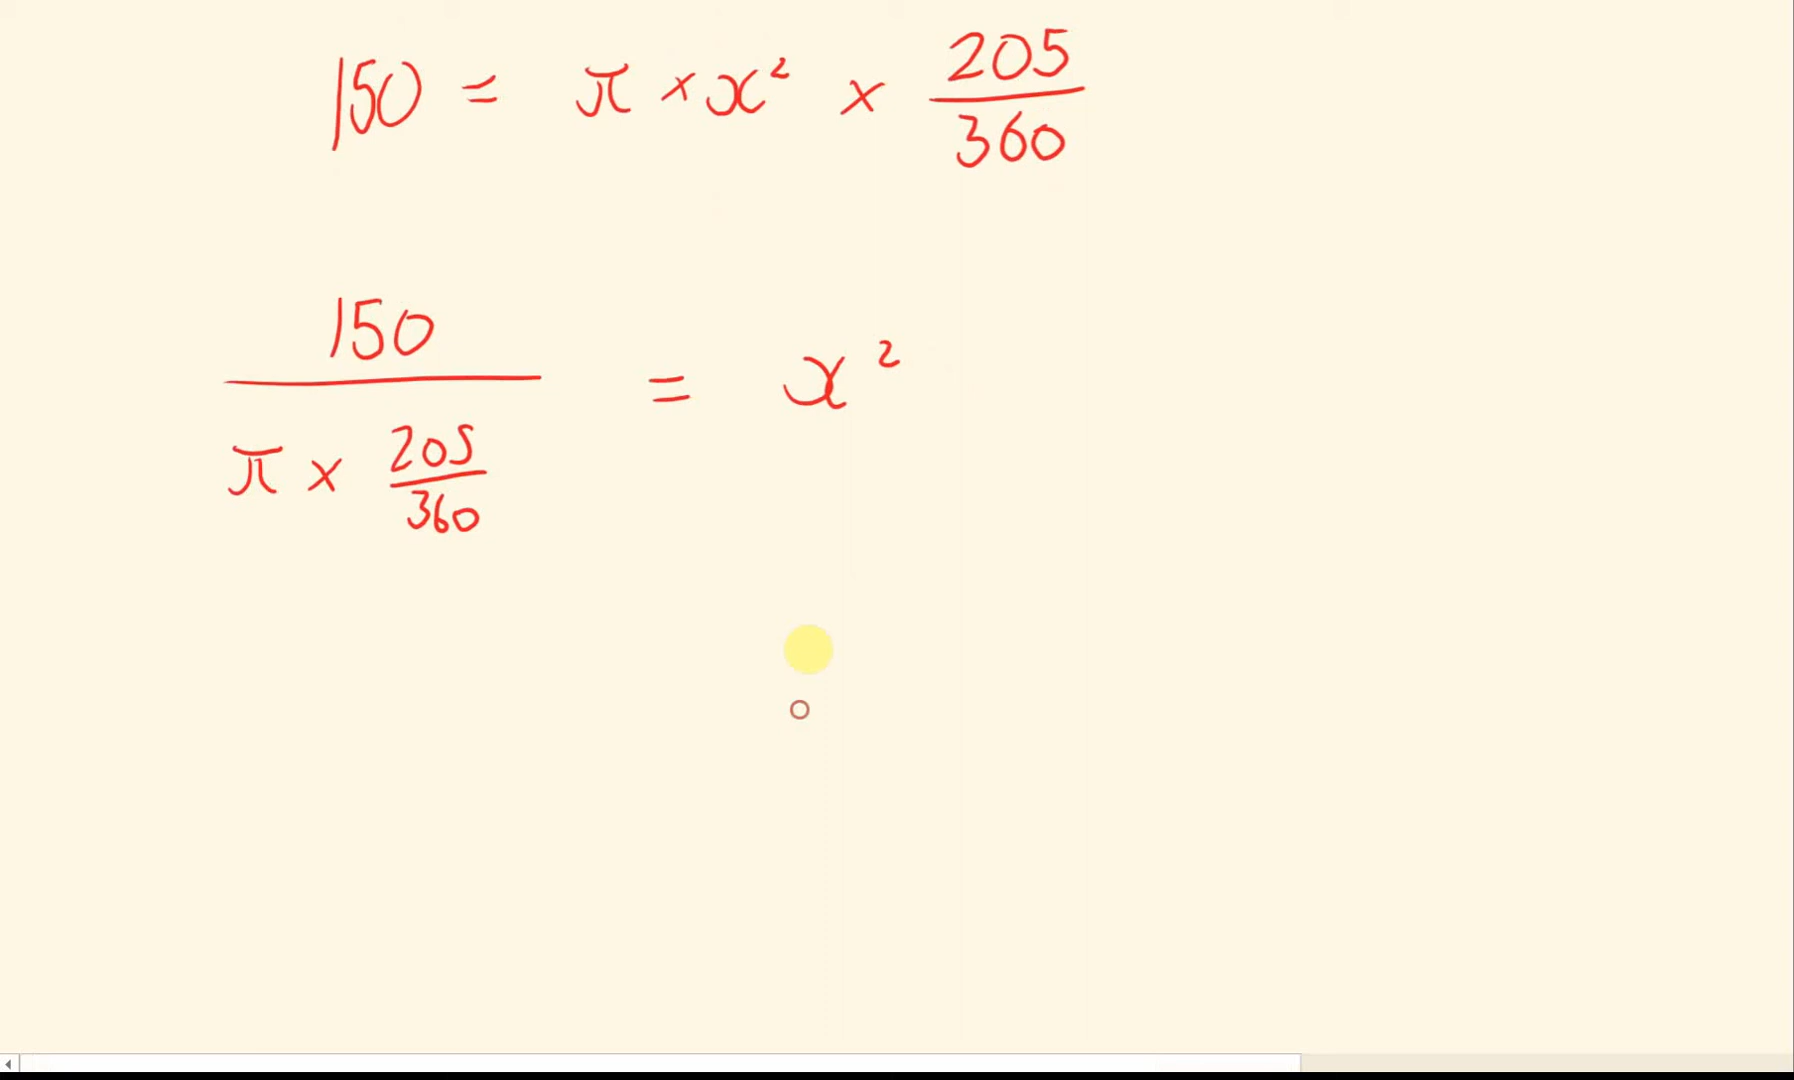 150 = π × x² × 205/360
150/(π × 205/360) = x²